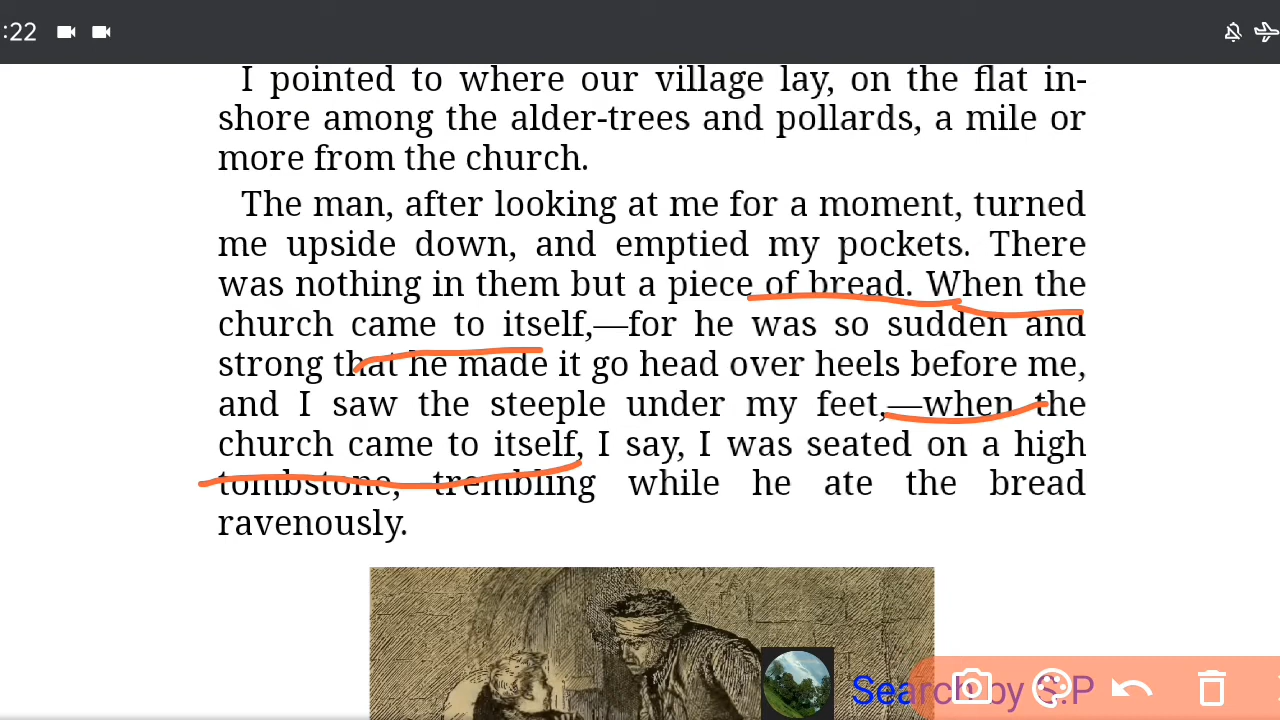 :22
I pointed to where our village lay, on the flat in-
shore among the alder-trees and pollards, a mile or
more from the church.
The man, after looking at me for a moment, turned
me upside down, and emptied my pockets. There
was nothing in them but a piece of bread. When the
church came to itself,—for he was so sudden and
strong that he made it go head over heels before me,
and I saw the steeple under my feet,—when the
church came to itself, I say, I was seated on a high
tombstone, trembling while he ate the bread
ravenously.
Search by S.P